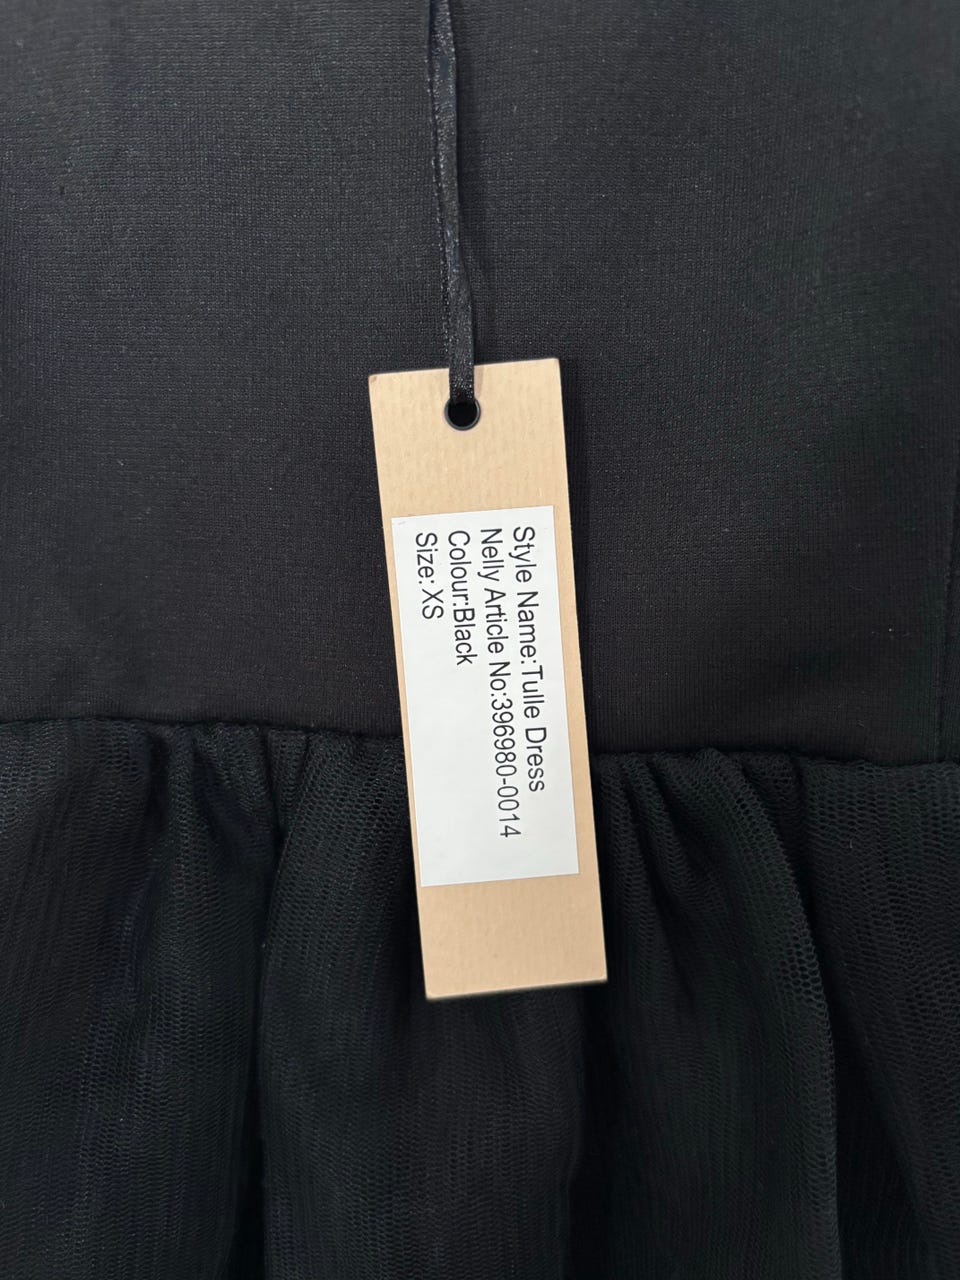 Style Name:Tulle Dress
Nelly Article No:396980-0014
Colour:Black
Size:XS